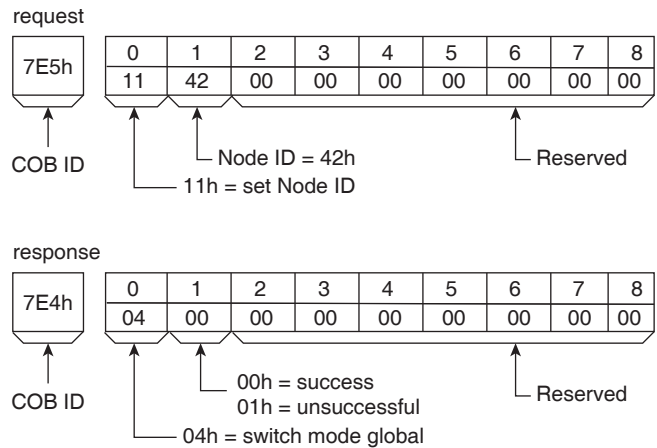 request
7E5h
0 1 2 3 4 5 6 7 8
11 42 00 00 00 00 00 00 00
COB ID
Node ID = 42h
Reserved
11h = set Node ID
response
7E4h
0 1 2 3 4 5 6 7 8
04 00 00 00 00 00 00 00 00
COB ID
00h = success
01h = unsuccessful
Reserved
04h = switch mode global